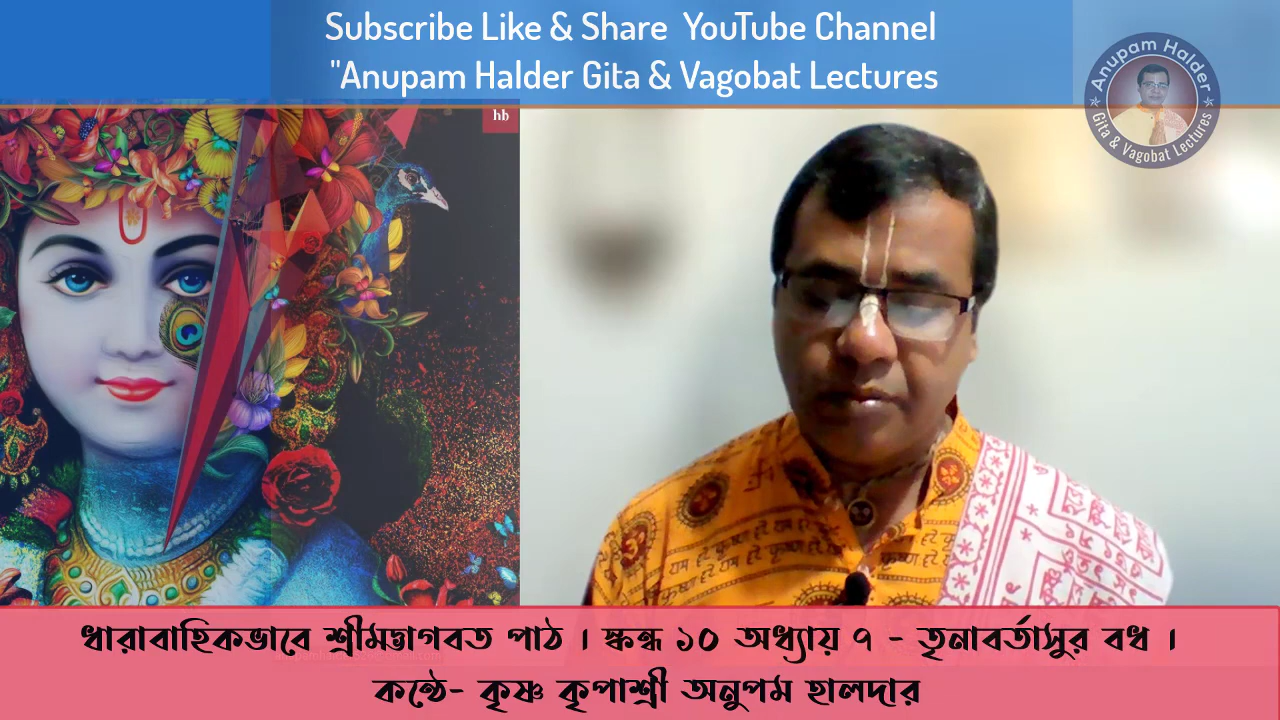 Subscribe Like & Share YouTube Channel
"Anupam Halder Gita & Vagobat Lectures
Anupam Halder
Gita & Vagobat Lectures
hb
ধারাবাহিকভাবে শ্রীমদ্ভাগবত পাঠ । স্কন্ধ ১০ অধ্যায় ৭ - তৃনাবর্তাসুর বধ ।
কন্ঠে- কৃষ্ণ কৃপাশ্রী অনুপম হালদার